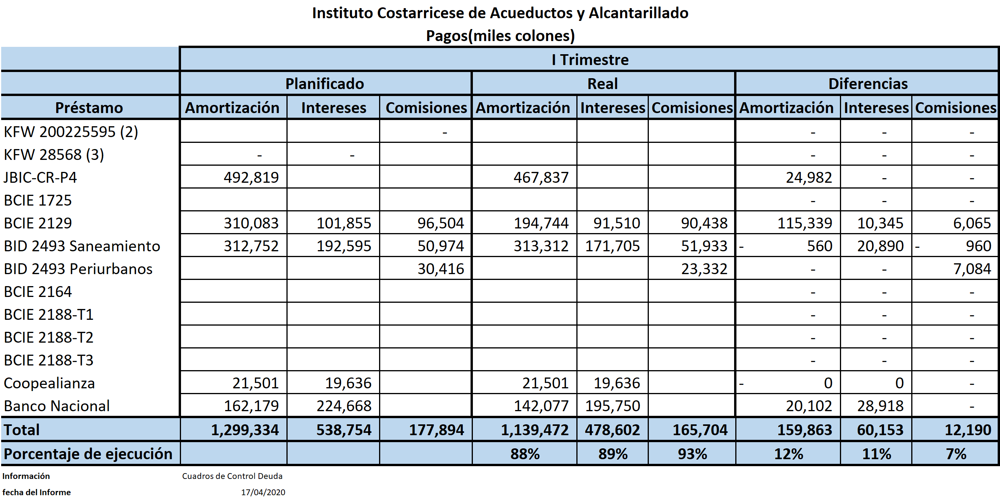 Instituto Costarricese de Acueductos y Alcantarillado
Pagos(miles colones)
I Trimestre
Planificado Real Diferencias
Préstamo Amortización Intereses Comisiones Amortización Intereses Comisiones Amortización Intereses Comisiones
KFW 200225595 (2) - - - -
KFW 28568 (3) - - - - -
JBIC-CR-P4 492,819 467,837 24,982 - -
BCIE 1725 - - -
BCIE 2129 310,083 101,855 96,504 194,744 91,510 90,438 115,339 10,345 6,065
BID 2493 Saneamiento 312,752 192,595 50,974 313,312 171,705 51,933 - 560 20,890 - 960
BID 2493 Periurbanos 30,416 23,332 - - 7,084
BCIE 2164 - - -
BCIE 2188-T1 - - -
BCIE 2188-T2 - - -
BCIE 2188-T3 - - -
Coopealianza 21,501 19,636 21,501 19,636 - 0 0 -
Banco Nacional 162,179 224,668 142,077 195,750 20,102 28,918 -
Total 1,299,334 538,754 177,894 1,139,472 478,602 165,704 159,863 60,153 12,190
Porcentaje de ejecución 88% 89% 93% 12% 11% 7%
Información Cuadros de Control Deuda
fecha del Informe 17/04/2020